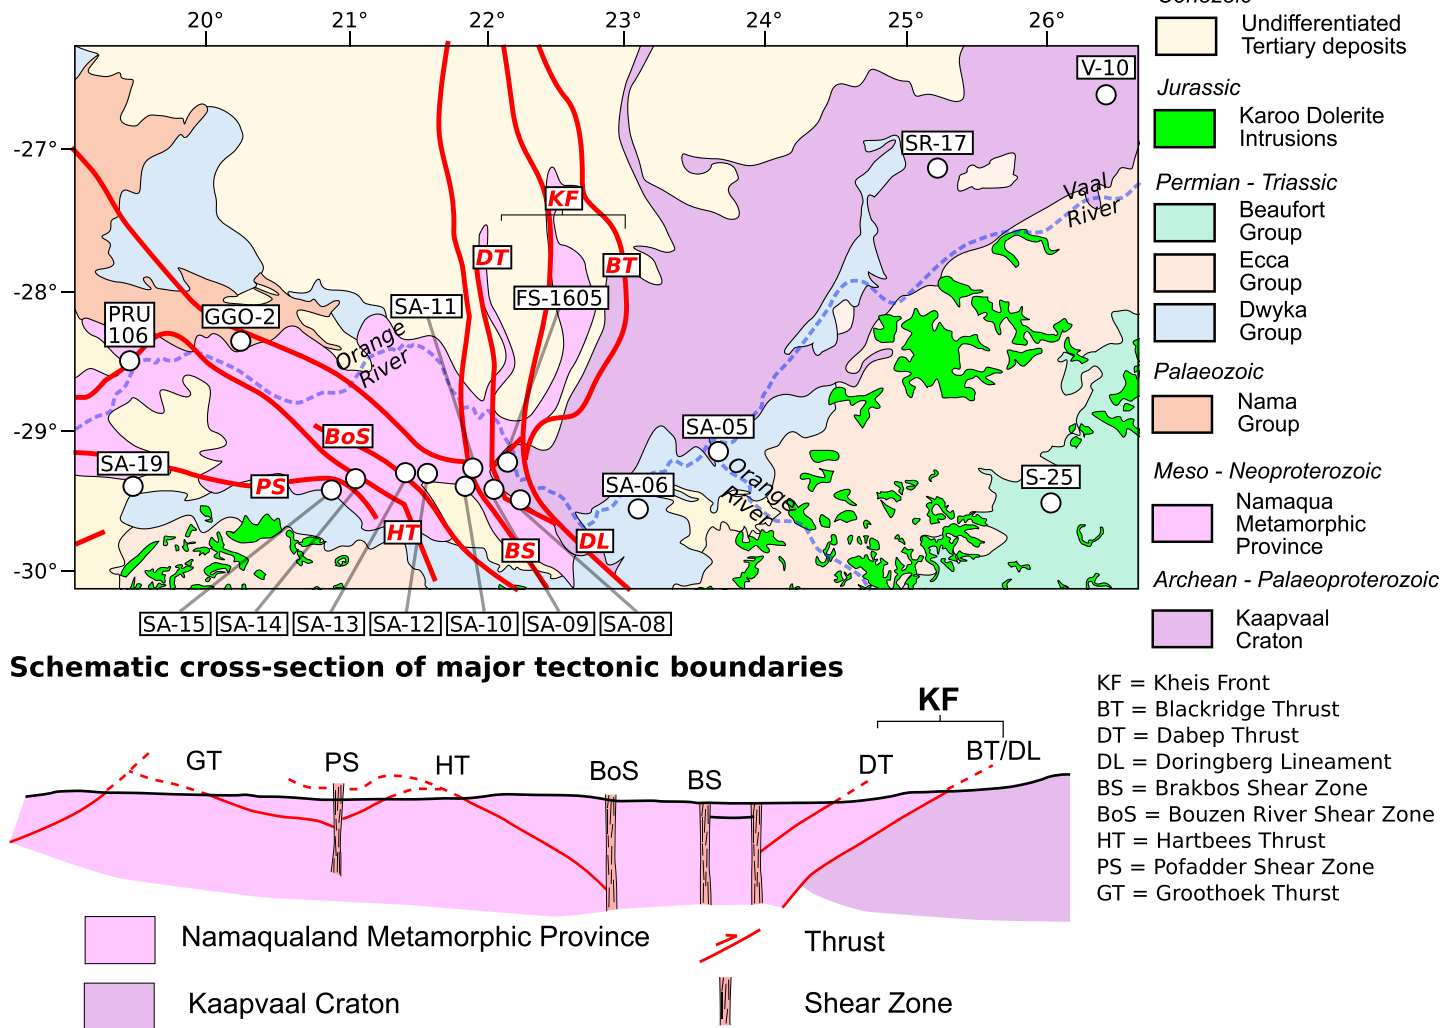 20°
21°
22°
23°
24°
25°
26°
-27°
-28°
-29°
-30°
V-10
SR-17
Vaal
River
KF
DT
BT
SA-11
FS-1605
PRU
106
GGO-2
Orange
River
BoS
SA-05
SA-19
PS
SA-06
Orange
River
S-25
HT
BS
DL
SA-15
SA-14
SA-13
SA-12
SA-10
SA-09
SA-08
Undifferentiated
Tertiary deposits
Jurassic
Karoo Dolerite
Intrusions
Permian - Triassic
Beaufort
Group
Ecca
Group
Dwyka
Group
Palaeozoic
Nama
Group
Meso - Neoproterozoic
Namaqua
Metamorphic
Province
Archean - Palaeoproterozoic
Kaapvaal
Craton
Schematic cross-section of major tectonic boundaries
KF
GT
PS
HT
BoS
BS
DT
BT/DL
KF = Kheis Front
BT = Blackridge Thrust
DT = Dabep Thrust
DL = Doringberg Lineament
BS = Brakbos Shear Zone
BoS = Bouzen River Shear Zone
HT = Hartbees Thrust
PS = Pofadder Shear Zone
GT = Groothoek Thurst
Namaqualand Metamorphic Province
Thrust
Kaapvaal Craton
Shear Zone